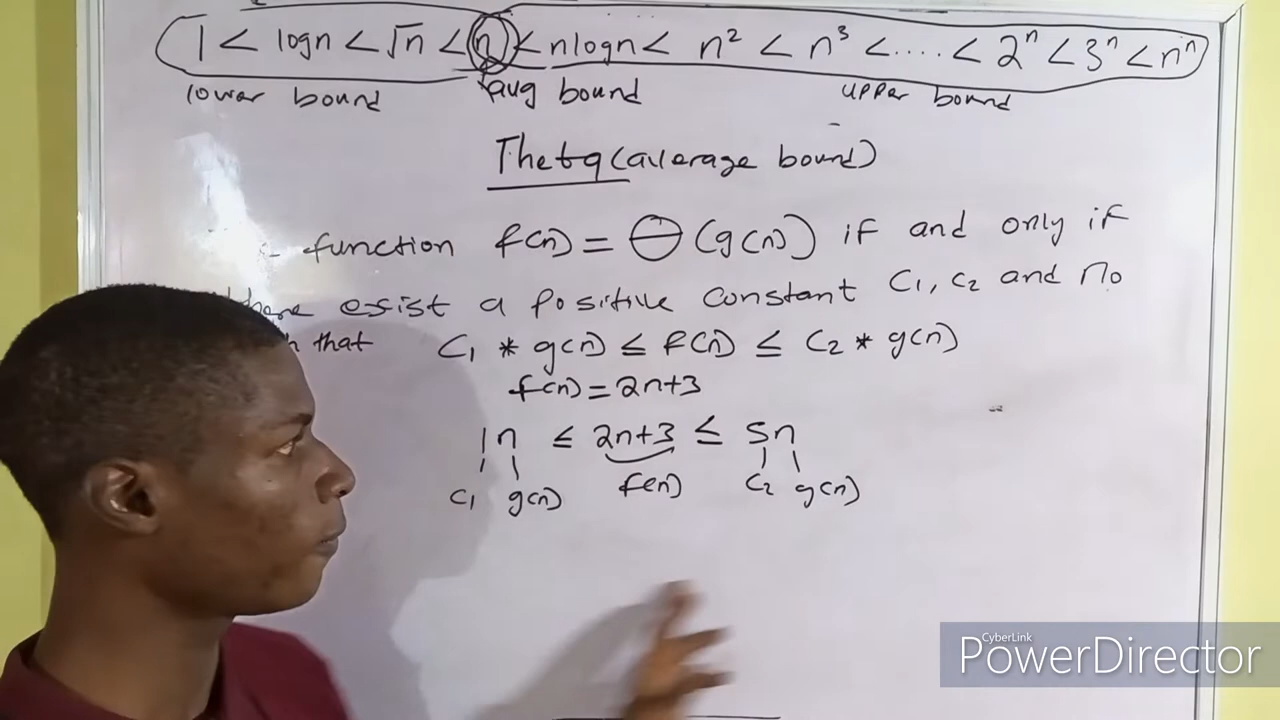 1 < logn < √n < n < nlogn < n² < n³ < .... < 2ⁿ < 3ⁿ < nⁿ
lower bound avg bound upper bound
Theta (average bound)
function f(n) = Θ (g(n)) if and only if
exist a positive constant C₁, C₂ and no
that C₁ * g(n) ≤ f(n) ≤ C₂ * g(n)
f(n) = 2n+3
1n ≤ 2n+3 ≤ 5n
C₁ g(n) f(n) C₂ g(n)
CyberLink
PowerDirector